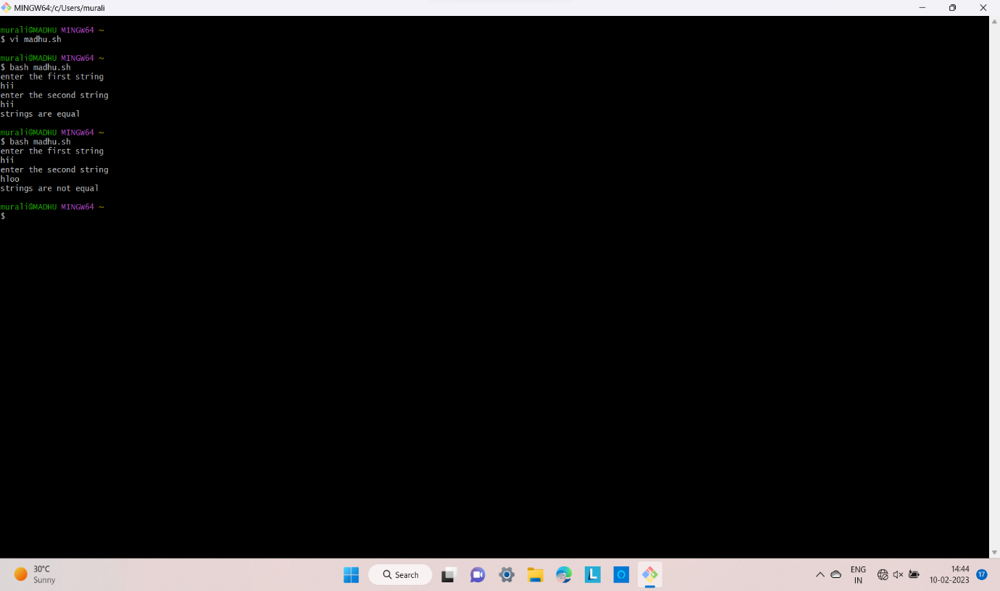 MINGW64:/c/Users/murali
murali@MADHU MINGW64 ~
$ vi madhu.sh
murali@MADHU MINGW64 ~
$ bash madhu.sh
enter the first string
hii
enter the second string
hii
strings are equal
murali@MADHU MINGW64 ~
$ bash madhu.sh
enter the first string
hii
enter the second string
hloo
strings are not equal
murali@MADHU MINGW64 ~
$
30°C
Sunny
Search
L
ENG
IN
14:44
10-02-2023
17